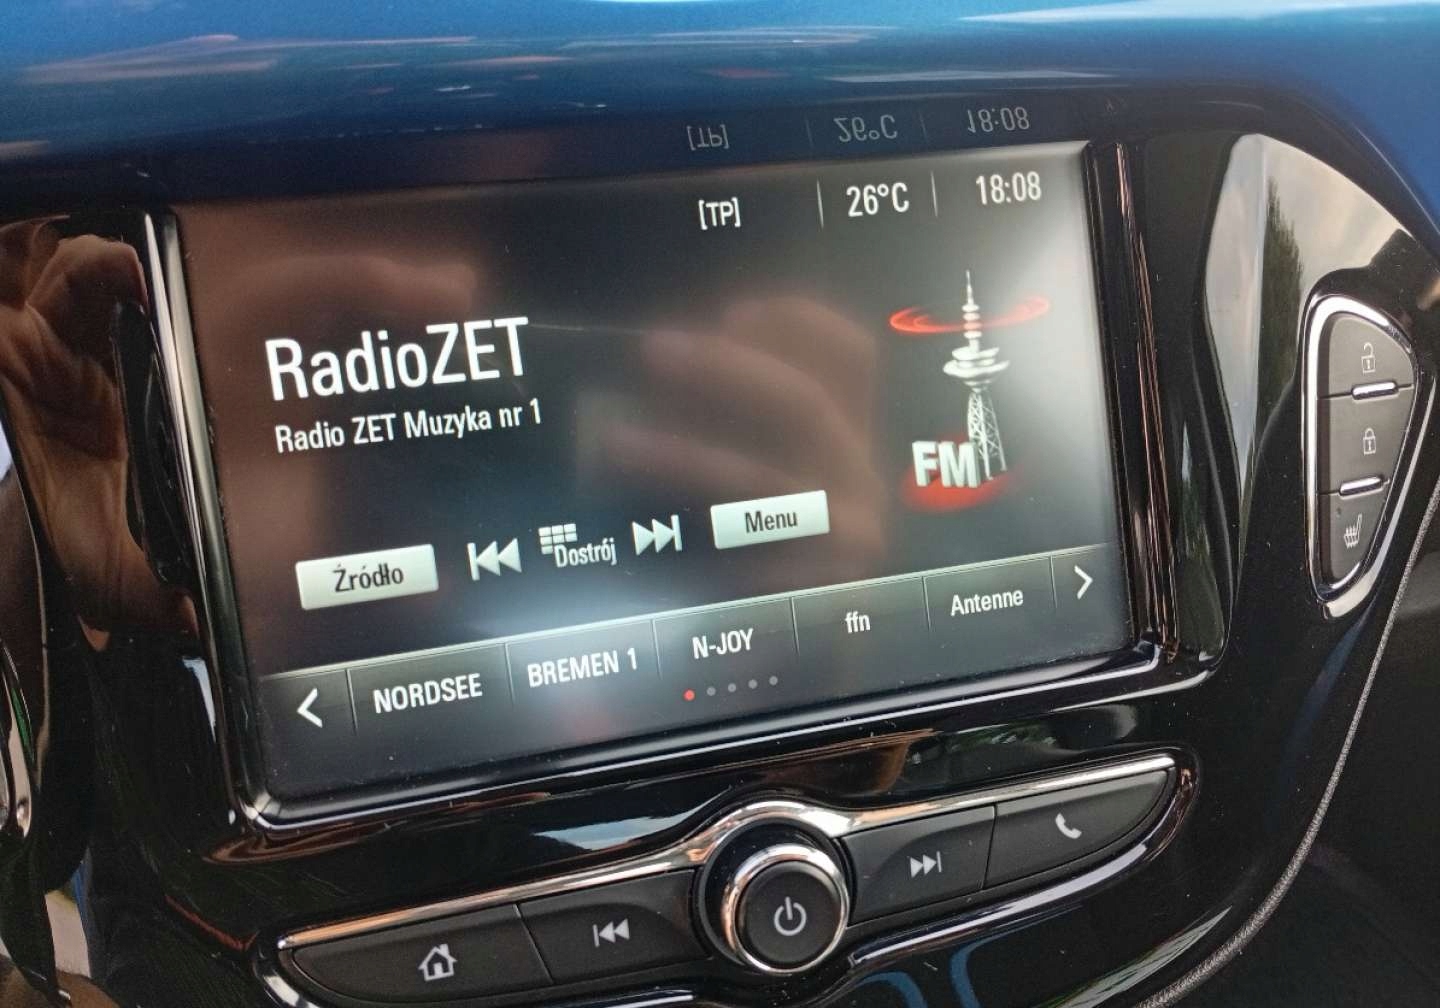 [TP] 26°C 18:08
RadioZET
Radio ZET Muzyka nr 1
FM
Źródło Dostrój Menu
NORDSEE BREMEN 1 N-JOY ffn Antenne